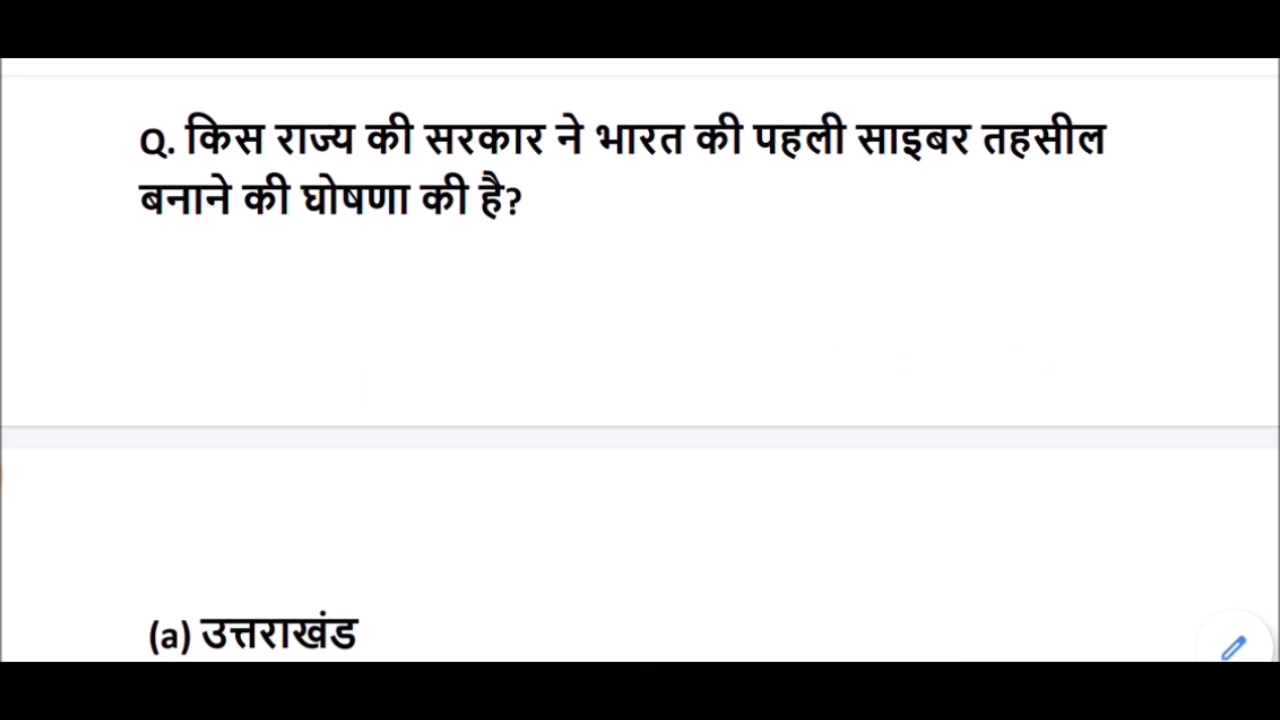 Q. किस राज्य की सरकार ने भारत की पहली साइबर तहसील
बनाने की घोषणा की है?
(a) उत्तराखंड